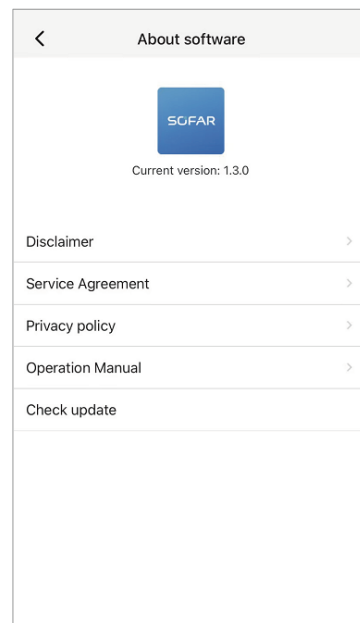 About software
SOFAR
Current version: 1.3.0
Disclaimer
Service Agreement
Privacy policy
Operation Manual
Check update